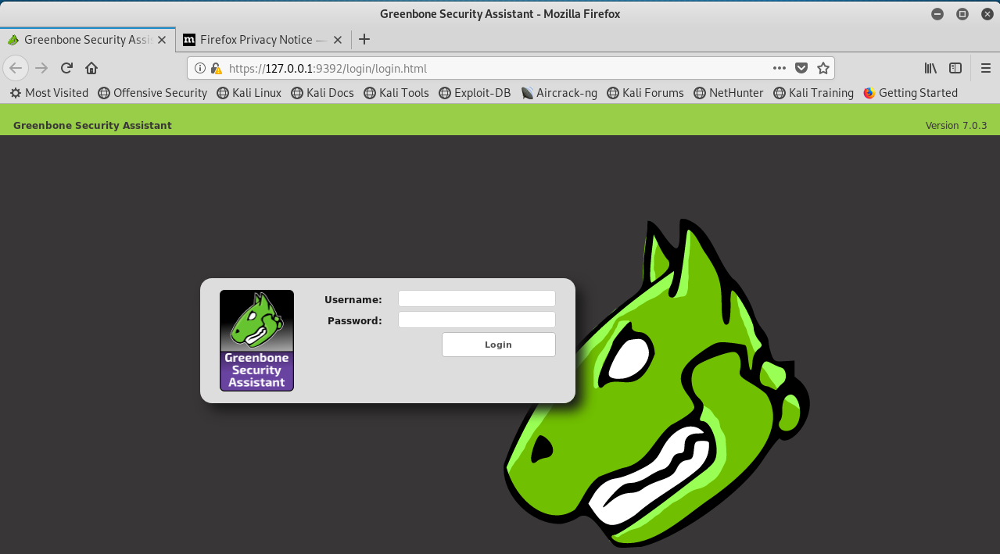 Greenbone Security Assistant - Mozilla Firefox
Greenbone Security Assis
Firefox Privacy Notice —
https://127.0.0.1:9392/login/login.html
Most Visited Offensive Security Kali Linux Kali Docs Kali Tools Exploit-DB Aircrack-ng Kali Forums NetHunter Kali Training Getting Started
Greenbone Security Assistant Version 7.0.3
Username:
Password:
Login
Greenbone
Security
Assistant